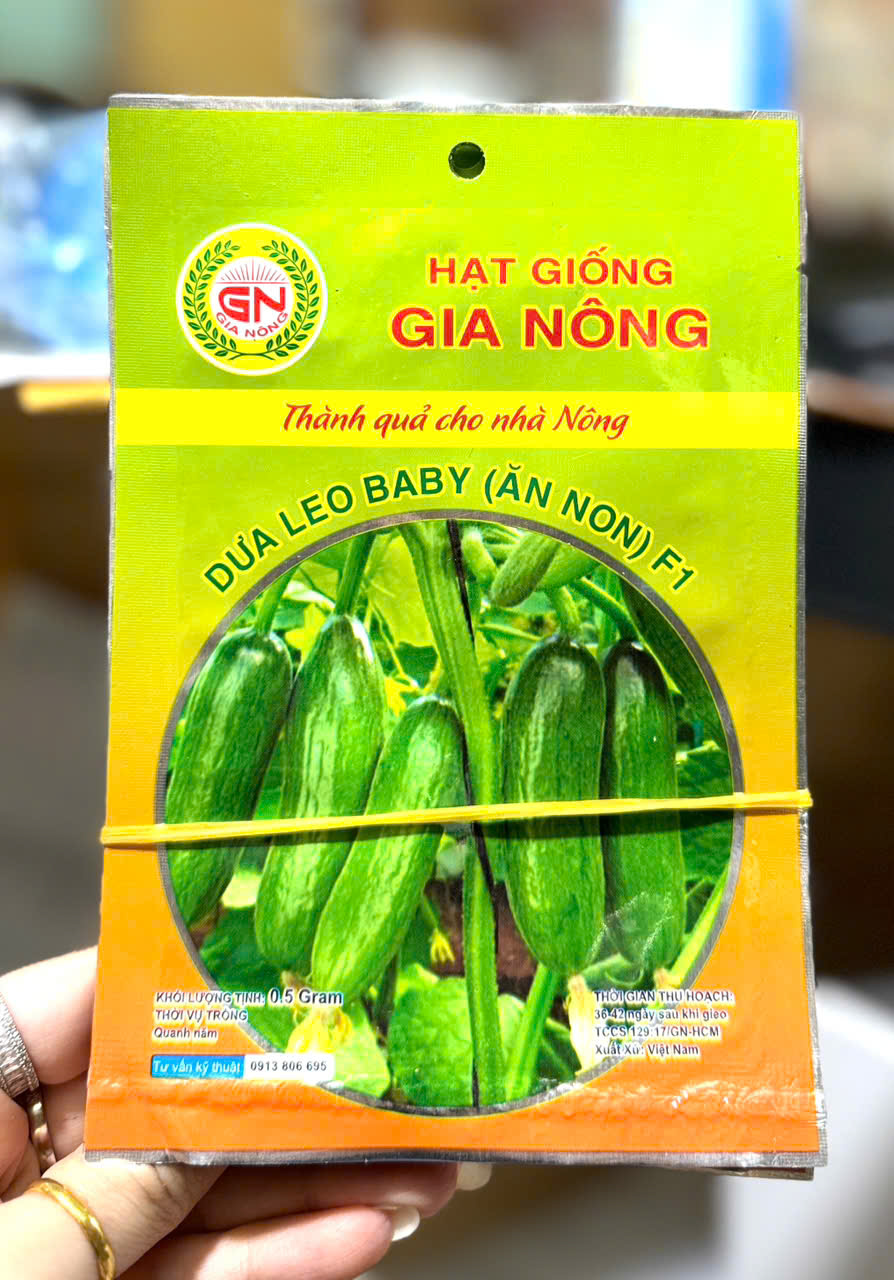 HẠT GIỐNG
GIA NÔNG
GN
GIA NÔNG
Thành quả cho nhà Nông
DƯA LEO BABY (ĂN NON) F1
KHỐI LƯỢNG TỊNH: 0.5 Gram
THỜI VỤ TRỒNG
Quanh năm
Tư vấn kỹ thuật 0913 806 695
THỜI GIAN THU HOẠCH:
36-42 ngày sau khi gieo
TCCS 129:17/GN-HCM
Xuất Xứ: Việt Nam